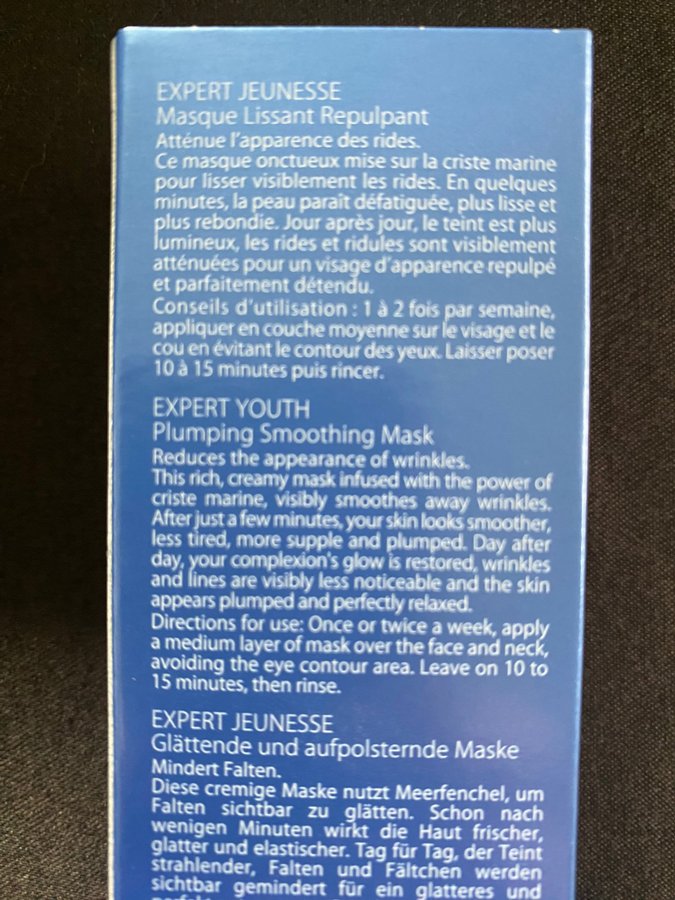 EXPERT JEUNESSE
Masque Lissant Repulpant
Atténue l'apparence des rides.
Ce masque onctueux mise sur la criste marine
pour lisser visiblement les rides. En quelques
minutes, la peau paraît défatiguée, plus lisse et
plus rebondie. Jour après jour, le teint est plus
lumineux, les rides et ridules sont visiblement
atténuées pour un visage d'apparence repulpé
et parfaitement détendu.
Conseils d'utilisation : 1 à 2 fois par semaine,
appliquer en couche moyenne sur le visage et le
cou en évitant le contour des yeux. Laisser poser
10 à 15 minutes puis rincer.
EXPERT YOUTH
Plumping Smoothing Mask
Reduces the appearance of wrinkles.
This rich, creamy mask infused with the power of
criste marine, visibly smoothes away wrinkles.
After just a few minutes, your skin looks smoother,
less tired, more supple and plumped. Day after
day, your complexion's glow is restored, wrinkles
and lines are visibly less noticeable and the skin
appears plumped and perfectly relaxed.
Directions for use: Once or twice a week, apply
a medium layer of mask over the face and neck,
avoiding the eye contour area. Leave on 10 to
15 minutes, then rinse.
EXPERT JEUNESSE
Glättende und aufpolsternde Maske
Mindert Falten.
Diese cremige Maske nutzt Meerfenchel, um
Falten sichtbar zu glätten. Schon nach
wenigen Minuten wirkt die Haut frischer,
glatter und elastischer. Tag für Tag, der Teint
strahlender, Falten und Fältchen werden
sichtbar gemindert für ein glatteres und